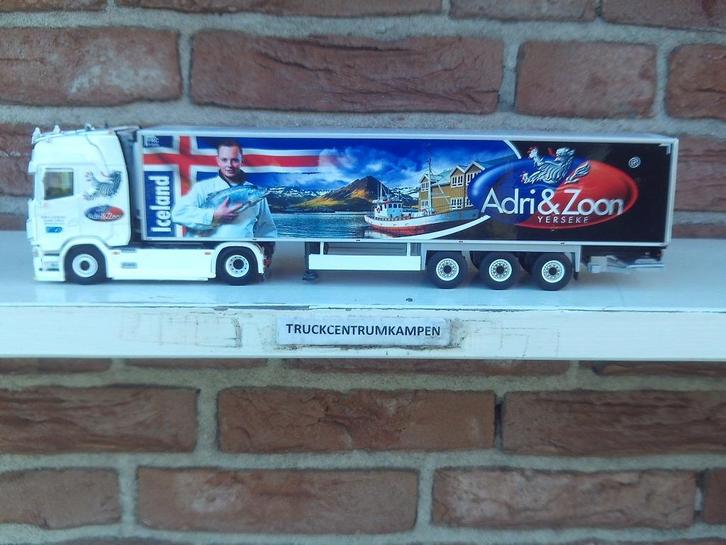 Iceland
Adri & Zoon
YERSEKE
Adri & Zoon
TRUCKCENTRUMKAMPEN